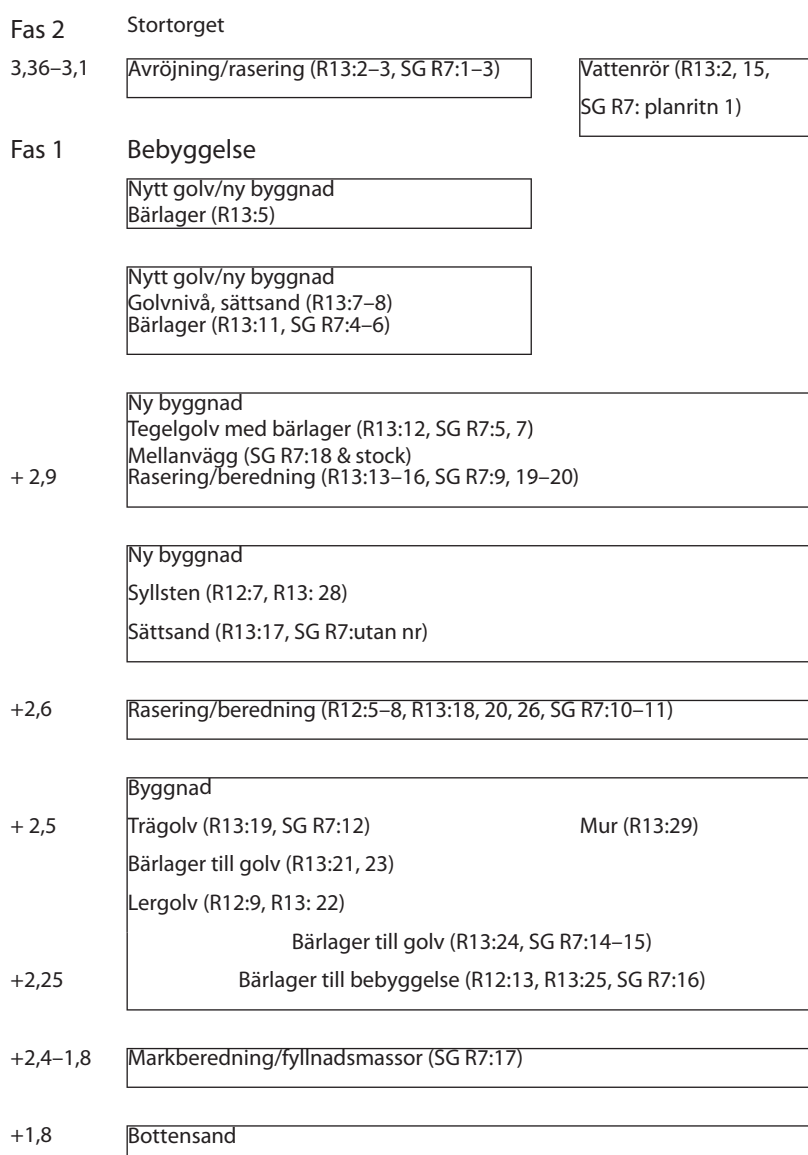 Fas 2 Stortorget
3,36–3,1 Avröjning/rasering (R13:2–3, SG R7:1–3) Vattenrör (R13:2, 15,
SG R7: planritn 1)
Fas 1 Bebyggelse
Nytt golv/ny byggnad
Bärlager (R13:5)
Nytt golv/ny byggnad
Golvnivå, sättsand (R13:7–8)
Bärlager (R13:11, SG R7:4–6)
Ny byggnad
Tegelgolv med bärlager (R13:12, SG R7:5, 7)
Mellanvägg (SG R7:18 & stock)
+ 2,9 Rasering/beredning (R13:13–16, SG R7:9, 19–20)
Ny byggnad
Syllsten (R12:7, R13: 28)
Sättsand (R13:17, SG R7:utan nr)
+2,6 Rasering/beredning (R12:5–8, R13:18, 20, 26, SG R7:10–11)
Byggnad
+ 2,5 Trägolv (R13:19, SG R7:12) Mur (R13:29)
Bärlager till golv (R13:21, 23)
Lergolv (R12:9, R13: 22)
Bärlager till golv (R13:24, SG R7:14–15)
+2,25 Bärlager till bebyggelse (R12:13, R13:25, SG R7:16)
+2,4–1,8 Markberedning/fyllnadsmassor (SG R7:17)
+1,8 Bottensand